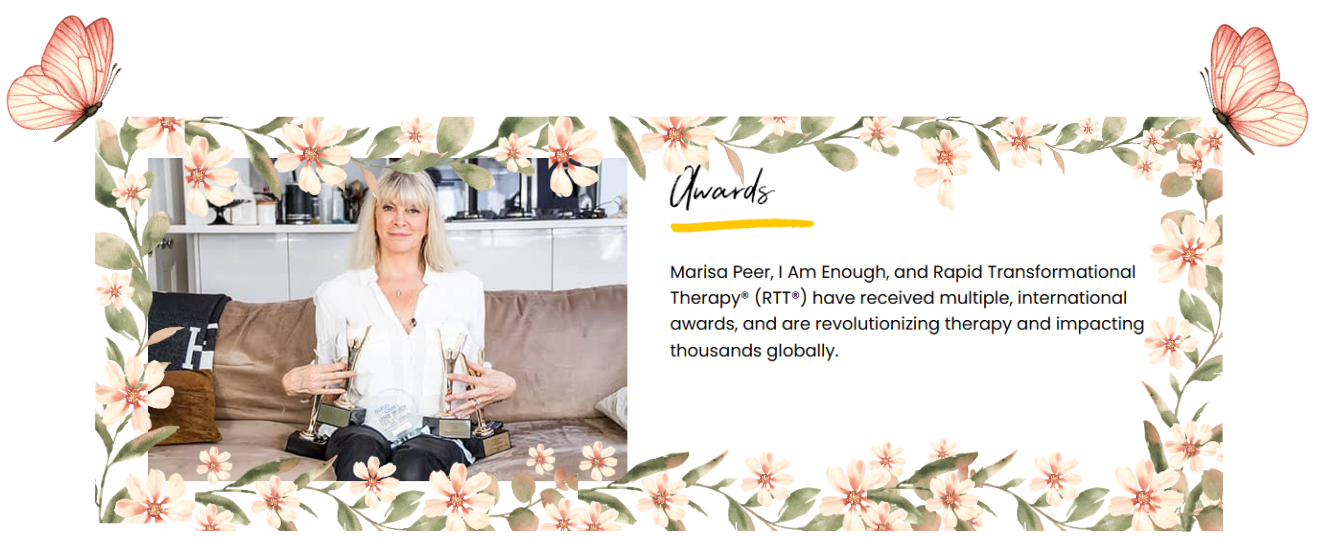 Awards
Marisa Peer, I Am Enough, and Rapid Transformational
Therapy® (RTT®) have received multiple, international
awards, and are revolutionizing therapy and impacting
thousands globally.
H